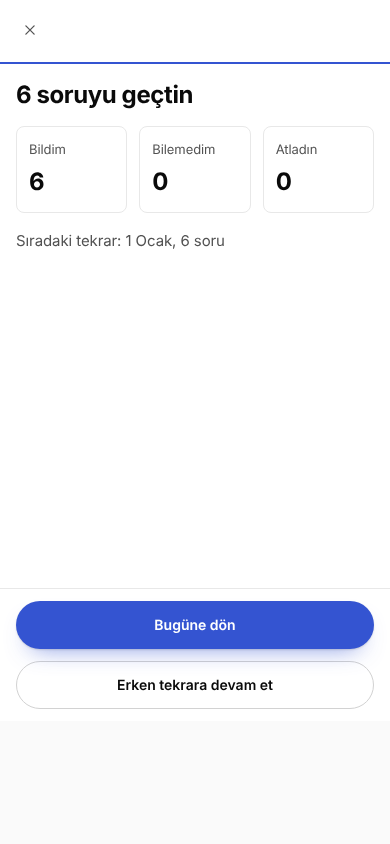 6 soruyu geçtin
Bildim
Bilemedim
Atladın
6
0
0
Sıradaki tekrar: 1 Ocak, 6 soru
Bugüne dön
Erken tekrara devam et